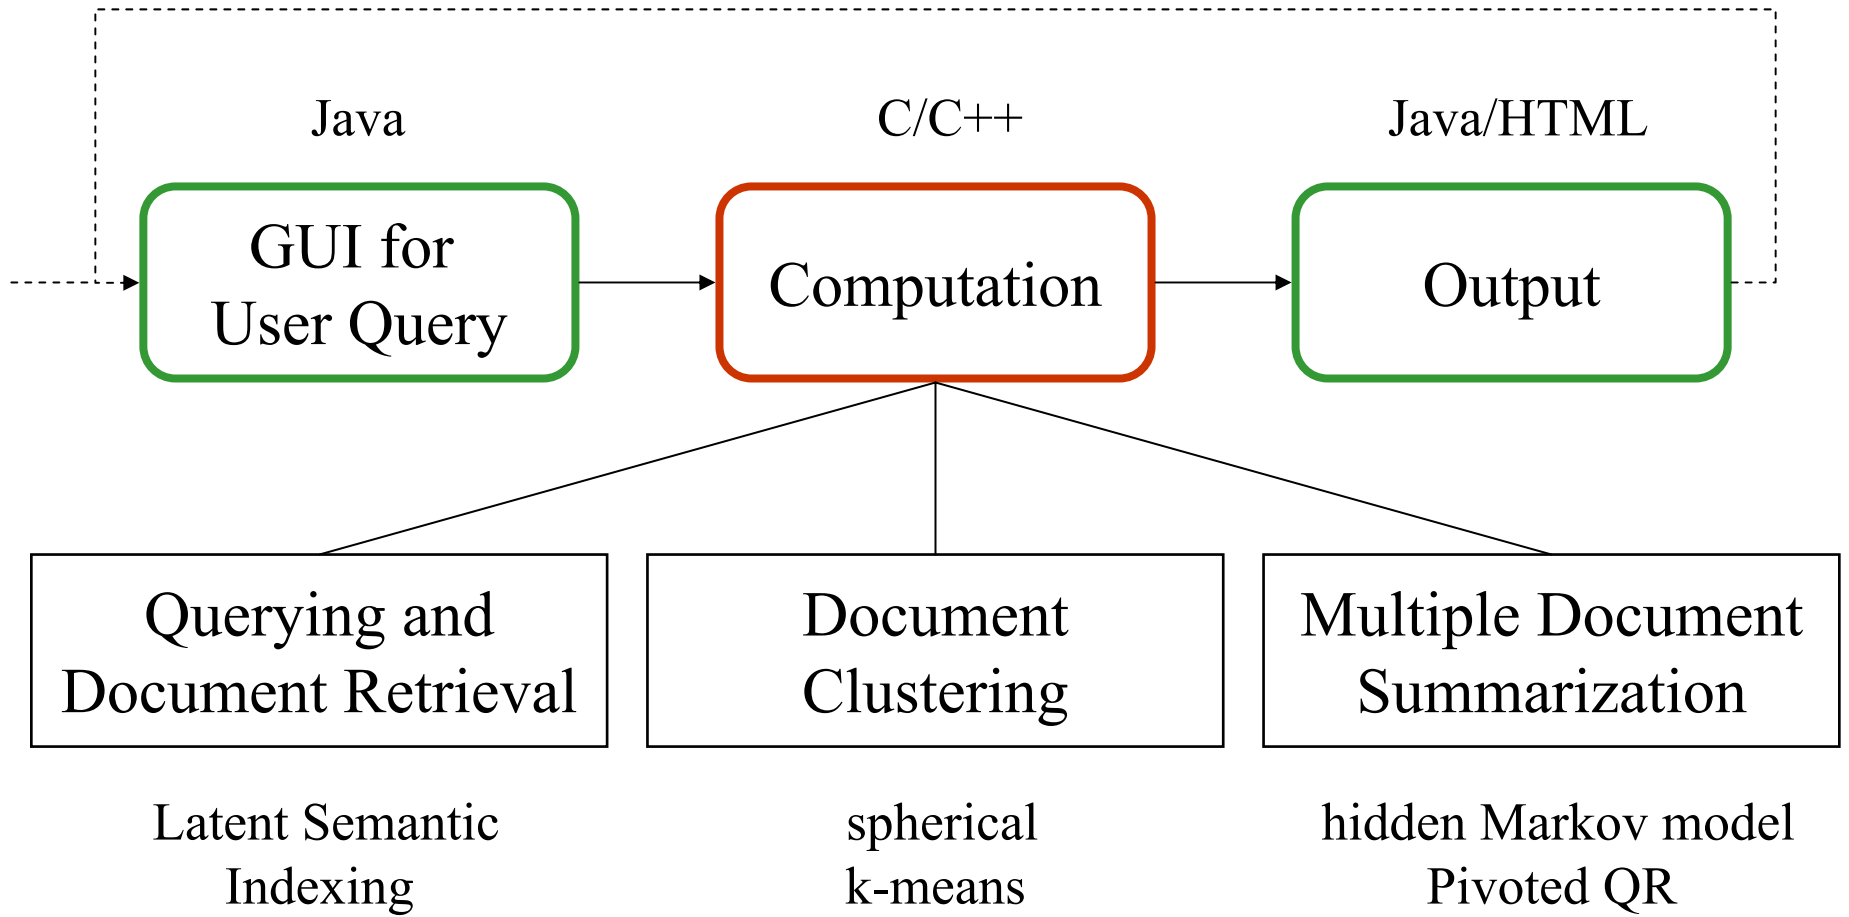 Java
C/C++
Java/HTML
GUI for
User Query
Computation
Output
Querying and
Document Retrieval
Document
Clustering
Multiple Document
Summarization
Latent Semantic
Indexing
spherical
k-means
hidden Markov model
Pivoted QR